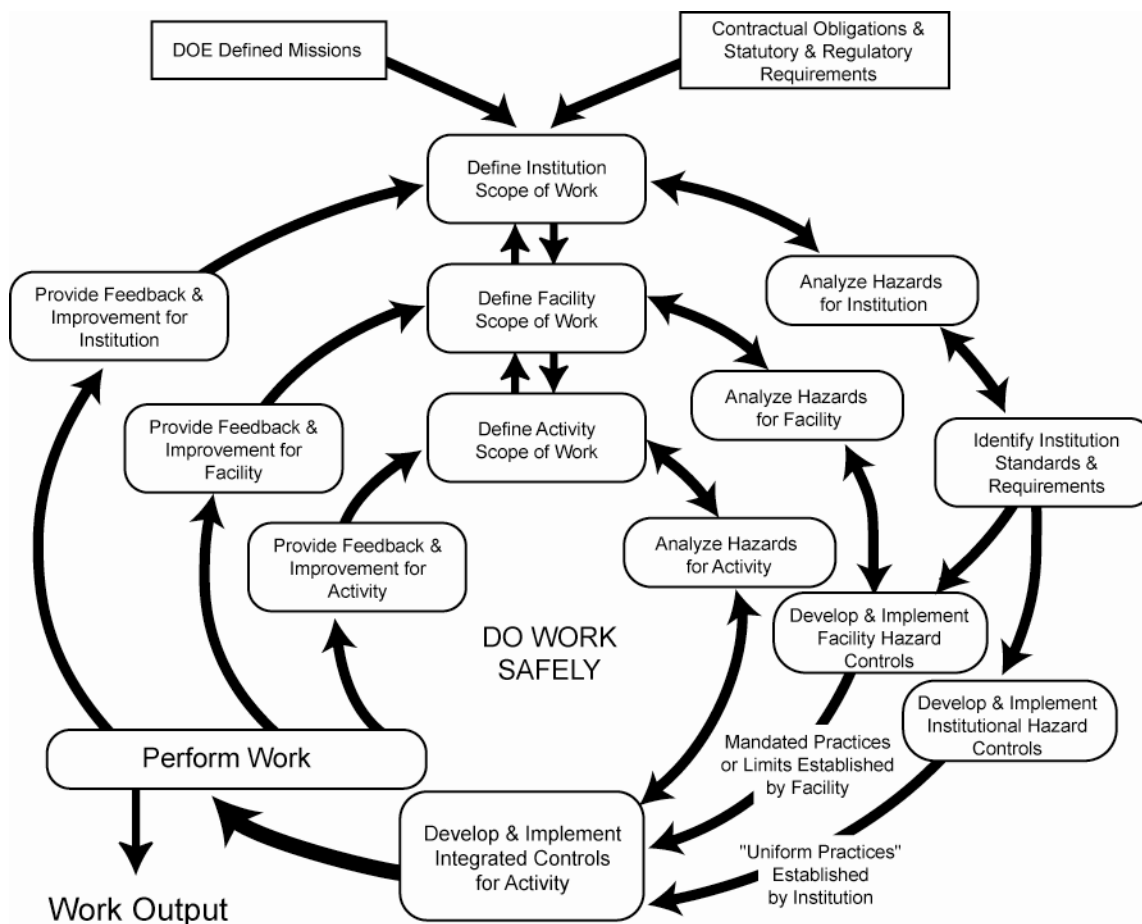 DOE Defined Missions
Contractual Obligations &
Statutory & Regulatory
Requirements
Define Institution
Scope of Work
Provide Feedback &
Improvement for
Institution
Define Facility
Scope of Work
Analyze Hazards
for Institution
Provide Feedback &
Improvement for
Facility
Define Activity
Scope of Work
Analyze Hazards
for Facility
Identify Institution
Standards &
Requirements
Provide Feedback &
Improvement for
Activity
Analyze Hazards
for Activity
DO WORK
SAFELY
Develop & Implement
Facility Hazard
Controls
Develop & Implement
Institutional Hazard
Controls
Perform Work
Mandated Practices
or Limits Established
by Facility
Develop & Implement
Integrated Controls
for Activity
"Uniform Practices"
Established
by Institution
Work Output